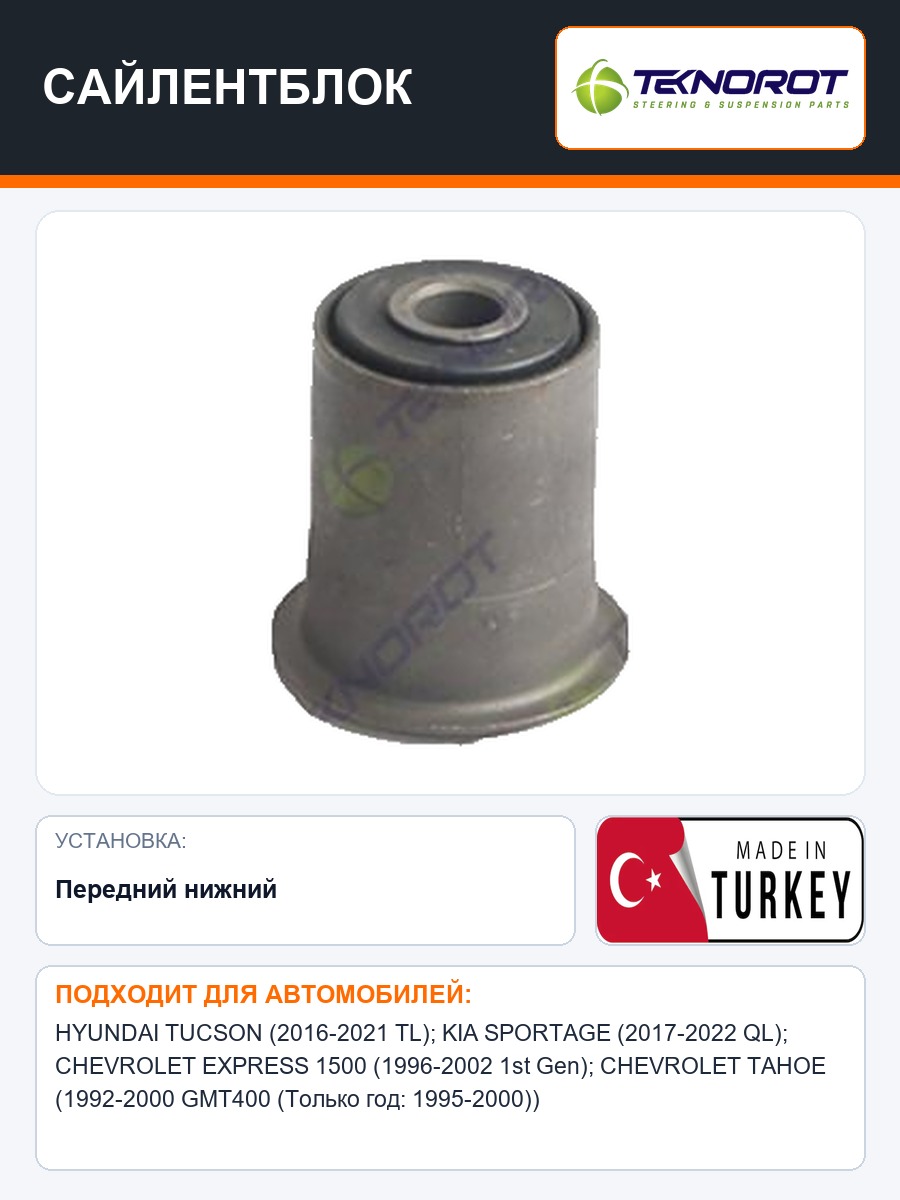 САЙЛЕНТБЛОК
TEKNOROT
STEERING & SUSPENSION PARTS
TEKNOROT
УСТАНОВКА:
Передний нижний
MADE IN
TURKEY
ПОДХОДИТ ДЛЯ АВТОМОБИЛЕЙ:
HYUNDAI TUCSON (2016-2021 TL); KIA SPORTAGE (2017-2022 QL);
CHEVROLET EXPRESS 1500 (1996-2002 1st Gen); CHEVROLET TAHOE
(1992-2000 GMT400 (Только год: 1995-2000))